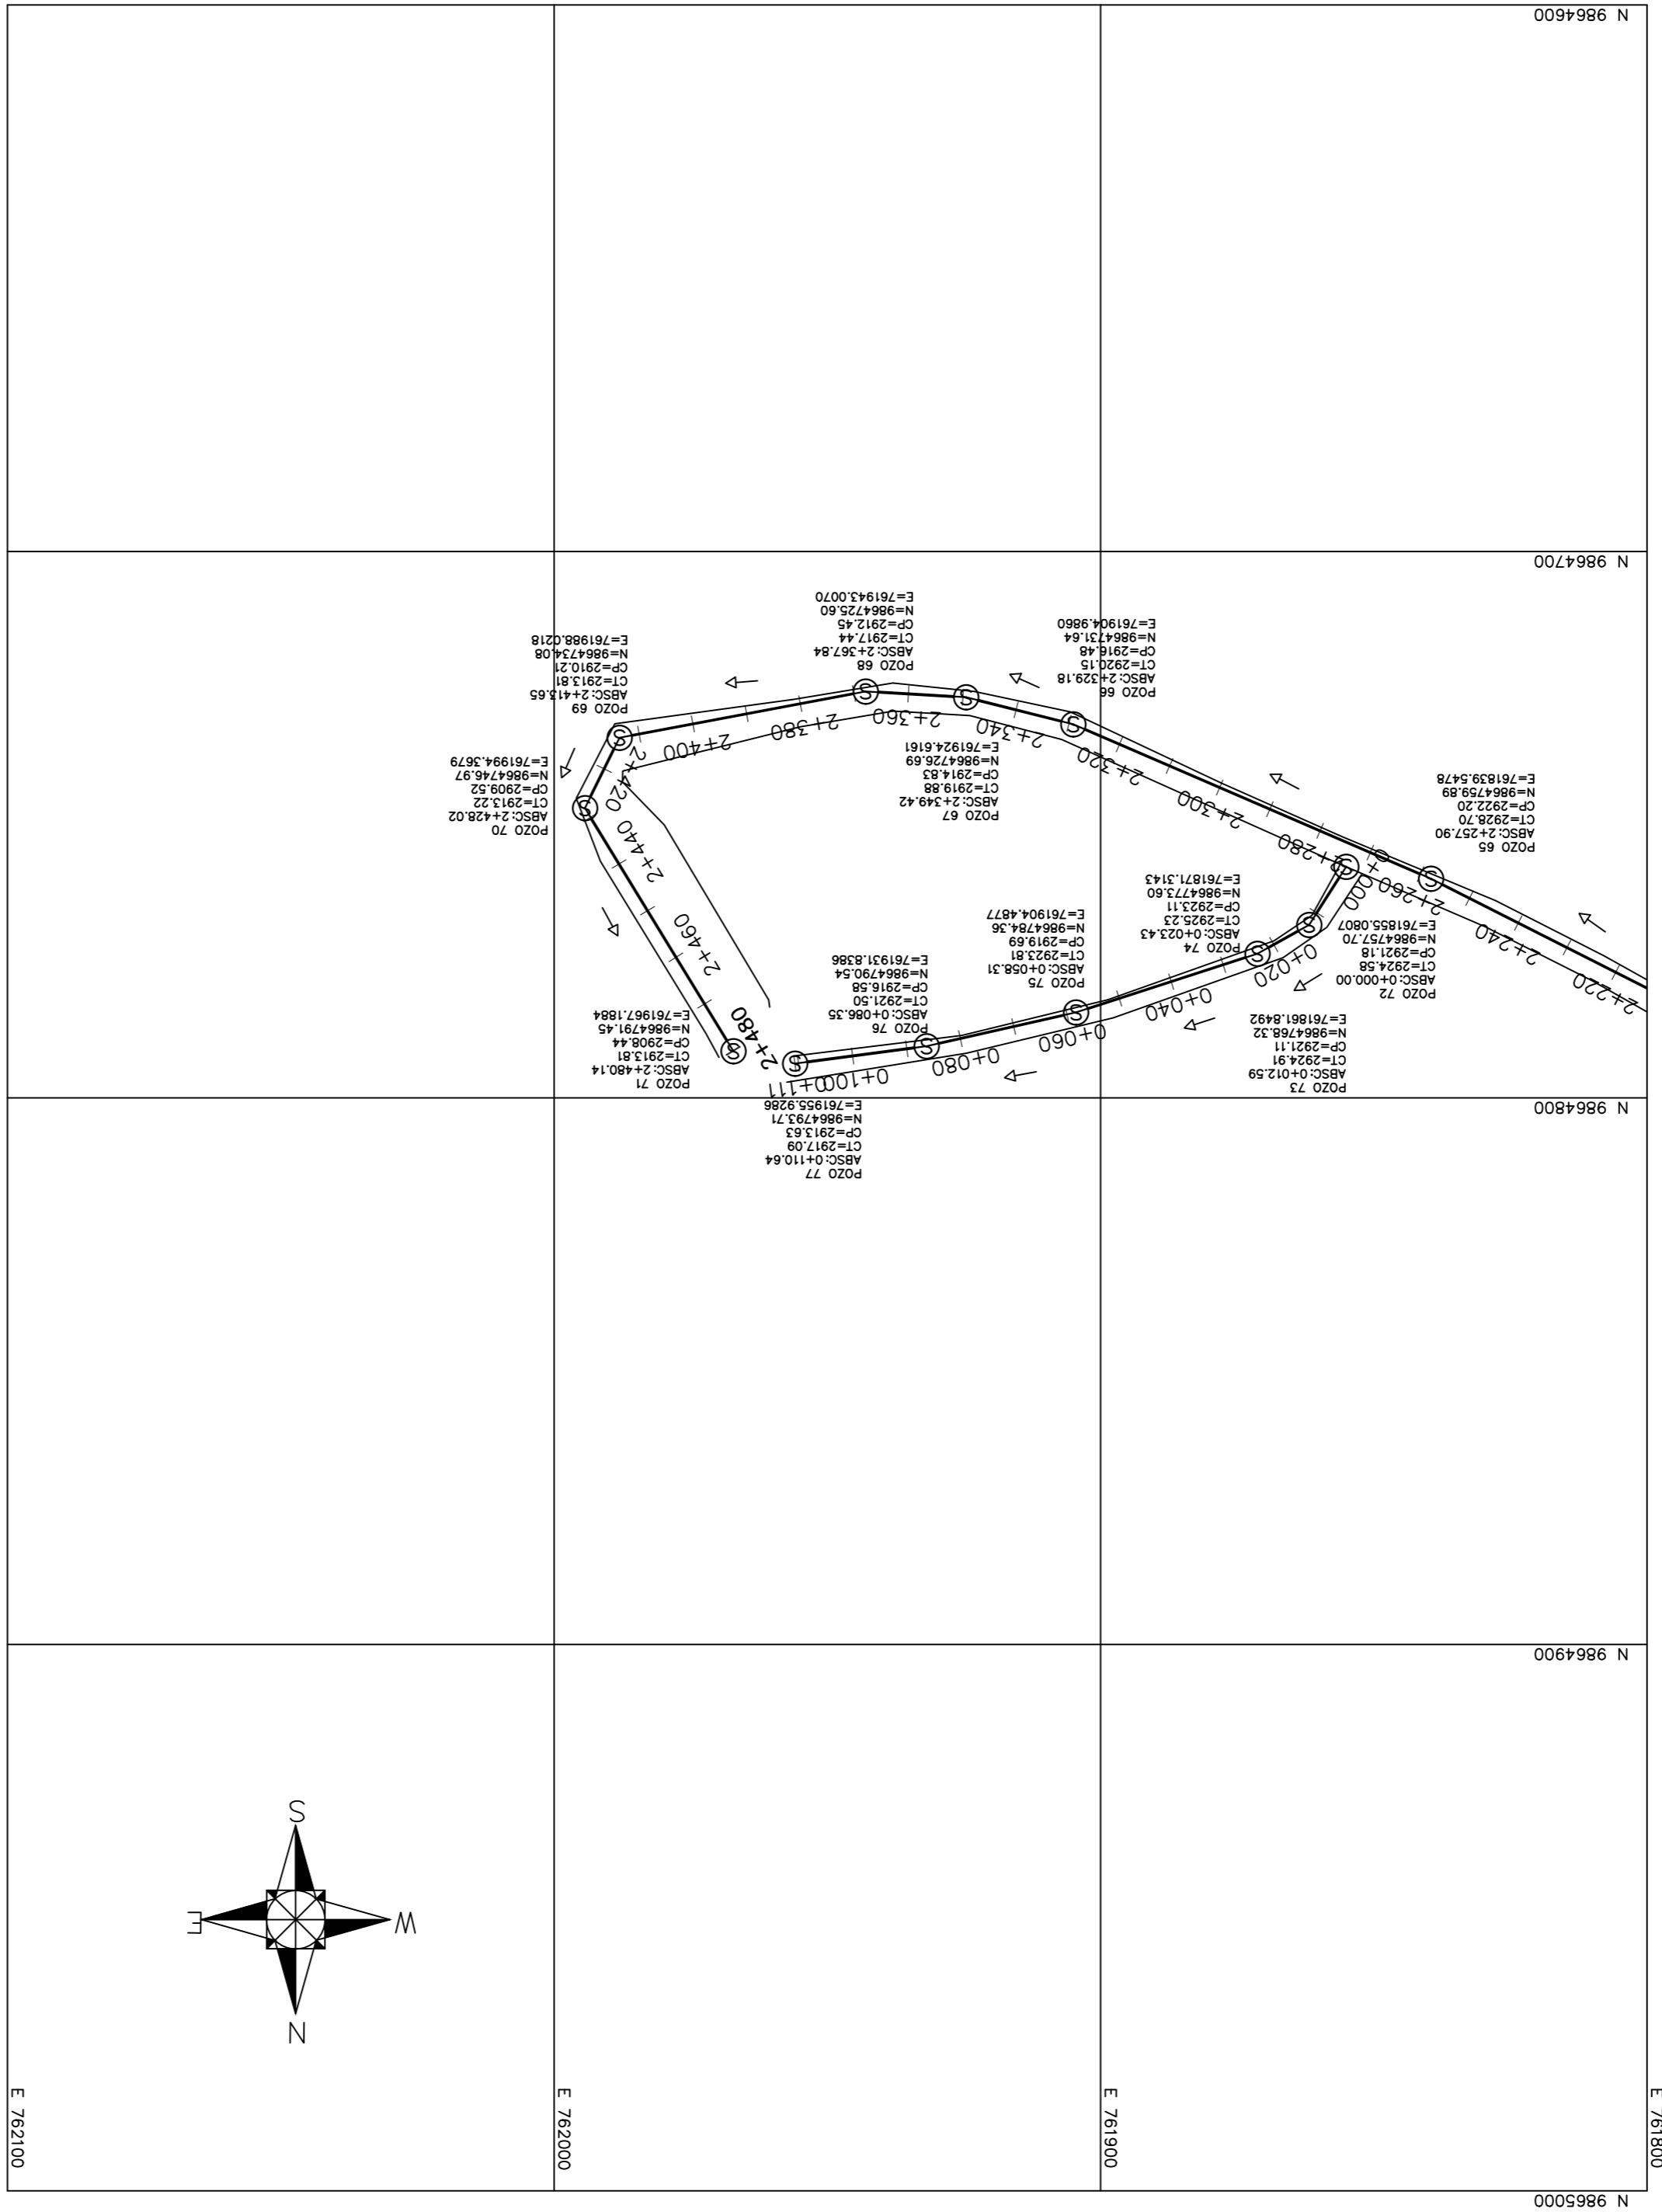 N 9865000
E 761800
E 761900
E 762000
E 762100
N
W
E
S
N 9864900
N 9864800
N 9864700
N 9864600
POZO 77
ABSC:0+110.64
CT=2917.09
CP=2913.63
N=9864793.71
E=761955.9286
POZO 73
ABSC:0+012.59
CT=2924.91
CP=2921.11
N=9864768.32
E=761861.8492
POZO 71
ABSC:2+480.14
CT=2913.81
CP=2908.44
N=9864791.45
E=761967.1884
POZO 76
ABSC:0+086.35
CT=2921.50
CP=2916.58
N=9864790.54
E=761931.8386
POZO 72
ABSC:0+000.00
CT=2924.58
CP=2921.18
N=9864757.70
E=761855.0807
POZO 75
ABSC:0+058.31
CT=2923.81
CP=2919.69
N=9864784.36
E=761904.4877
POZO 74
ABSC:0+023.43
CT=2925.23
CP=2923.11
N=9864773.60
E=761871.3143
POZO 65
ABSC:2+257.90
CT=2928.70
CP=2922.20
N=9864759.89
E=761839.5478
POZO 70
ABSC:2+428.02
CT=2913.22
CP=2909.52
N=9864746.97
E=761994.3679
POZO 67
ABSC:2+349.42
CT=2919.88
CP=2914.83
N=9864726.69
E=761924.6161
POZO 69
ABSC:2+413.65
CT=2913.81
CP=2910.21
N=9864734.08
E=761988.0218
POZO 66
ABSC:2+329.18
CT=2920.15
CP=2916.48
N=9864731.64
E=761904.9860
POZO 68
ABSC:2+367.84
CT=2917.44
CP=2912.45
N=9864725.60
E=761943.0070
2+220
2+240
2+260
2+280
2+300
2+320
2+340
2+360
2+380
2+400
2+420
2+440
2+460
2+480
0+000
0+020
0+040
0+060
0+080
0+100
0+111
S
S
S
S
S
S
S
S
S
S
S
S
S